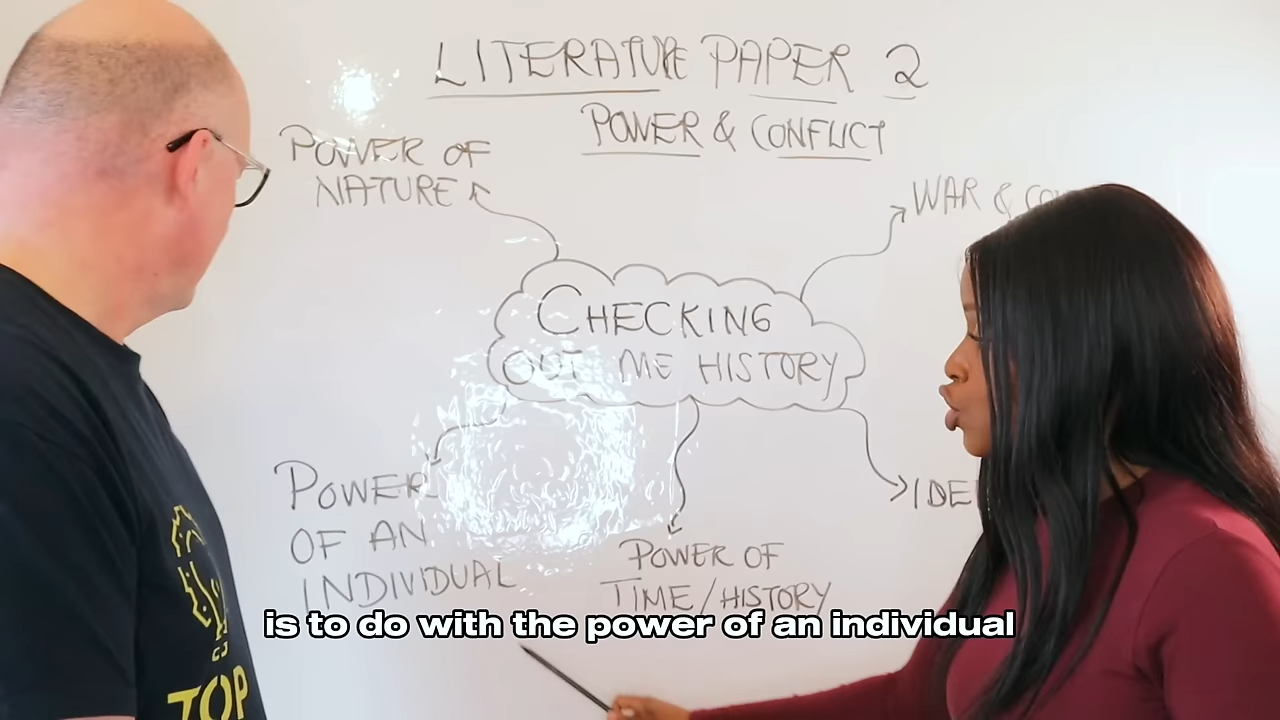 LITERATURE PAPER 2
POWER & CONFLICT
POWER OF
NATURE
WAR &
CHECKING
OUT ME HISTORY
POWER
OF AN
INDIVIDUAL
POWER OF
TIME/HISTORY
is to do with the power of an individual
TOP